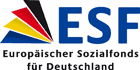 ESF
Europäischer Sozialfonds
für Deutschland